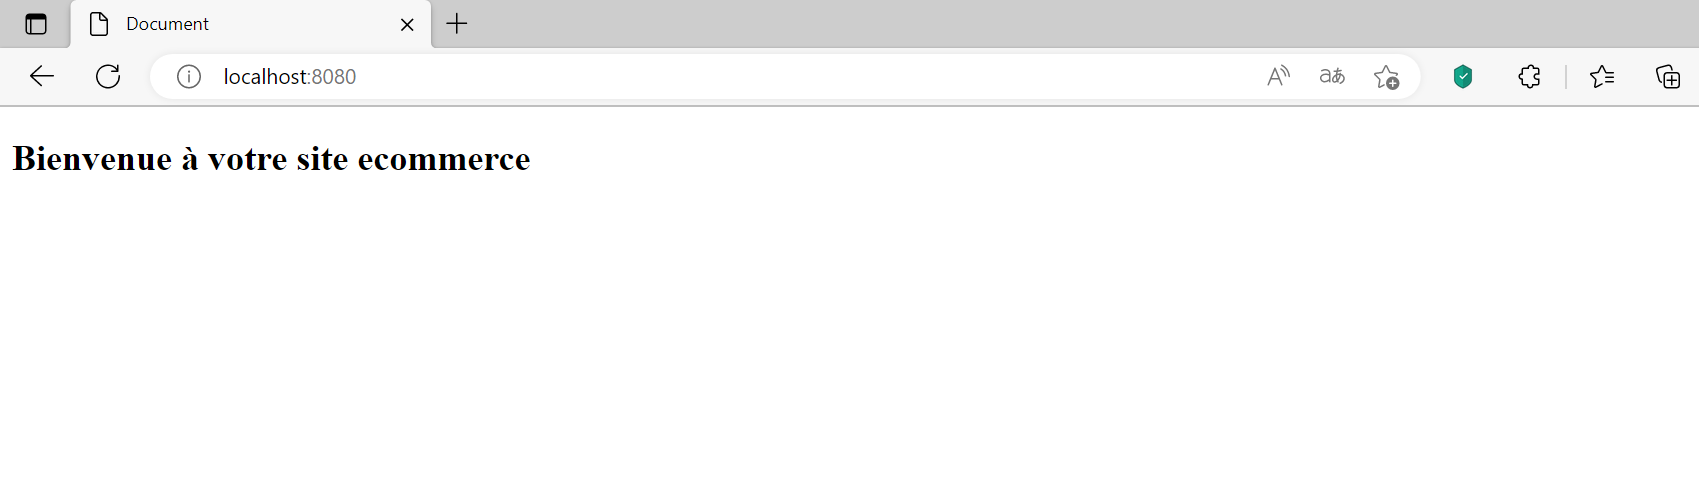 Document
localhost:8080
Bienvenue à votre site ecommerce